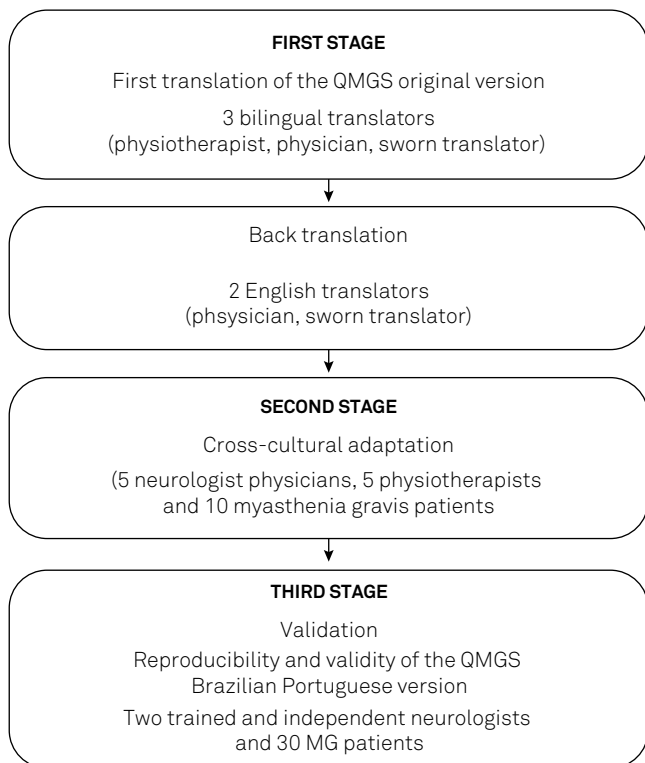 FIRST STAGE
First translation of the QMGS original version
3 bilingual translators
(physiotherapist, physician, sworn translator)
Back translation
2 English translators
(phsysician, sworn translator)
SECOND STAGE
Cross-cultural adaptation
(5 neurologist physicians, 5 physiotherapists
and 10 myasthenia gravis patients
THIRD STAGE
Validation
Reproducibility and validity of the QMGS
Brazilian Portuguese version
Two trained and independent neurologists
and 30 MG patients